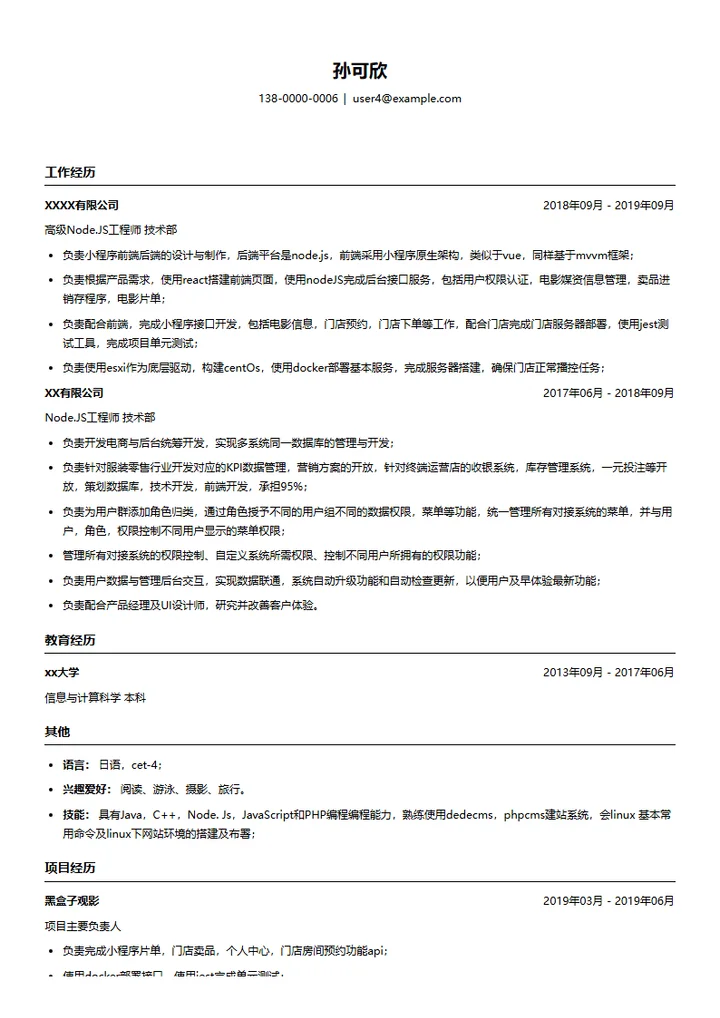 孙可欣
138-0000-0006 | user4@example.com
工作经历
XXXX有限公司 2018年09月 - 2019年09月
高级Node.JS工程师 技术部
• 负责小程序前端后端的设计与制作，后端平台是node.js，前端采用小程序原生架构，类似于vue，同样基于mvvm框架；
• 负责根据产品需求，使用react搭建前端页面，使用nodeJS完成后台接口服务，包括用户权限认证，电影媒资信息管理，卖品进
销存程序，电影片单；
• 负责配合前端，完成小程序接口开发，包括电影信息，门店预约，门店下单等工作，配合门店完成门店服务器部署，使用jest测
试工具，完成项目单元测试；
• 负责使用esxi作为底层驱动，构建centOs，使用docker部署基本服务，完成服务器搭建，确保门店正常播控任务；
XX有限公司 2017年06月 - 2018年09月
Node.JS工程师 技术部
• 负责开发电商与后台统筹开发，实现多系统同一数据库的管理与开发；
• 负责针对服装零售行业开发对应的KPI数据管理，营销方案的开放，针对终端运营店的收银系统，库存管理系统，一元投注等开
放，策划数据库，技术开发，前端开发，承担95%；
• 负责为用户群添加角色归类，通过角色授予不同的用户组不同的数据权限，菜单等功能，统一管理所有对接系统的菜单，并与用
户，角色，权限控制不同用户显示的菜单权限；
• 管理所有对接系统的权限控制、自定义系统所需权限、控制不同用户所拥有的权限功能；
• 负责用户数据与管理后台交互，实现数据联通，系统自动升级功能和自动检查更新，以便用户及早体验最新功能；
• 负责配合产品经理及UI设计师，研究并改善客户体验。
教育经历
xx大学 2013年09月 - 2017年06月
信息与计算科学 本科
其他
• 语言： 日语，cet-4；
• 兴趣爱好： 阅读、游泳、摄影、旅行。
• 技能： 具有Java，C++，Node. Js，JavaScript和PHP编程编程能力，熟练使用dedecms，phpcms建站系统，会linux 基本常
用命令及linux下网站环境的搭建及布署；
项目经历
黑盒子观影 2019年03月 - 2019年06月
项目主要负责人
• 负责完成小程序片单，门店卖品，个人中心，门店房间预约功能api；
• 使用docker部署接口，使用jest完成单元测试；